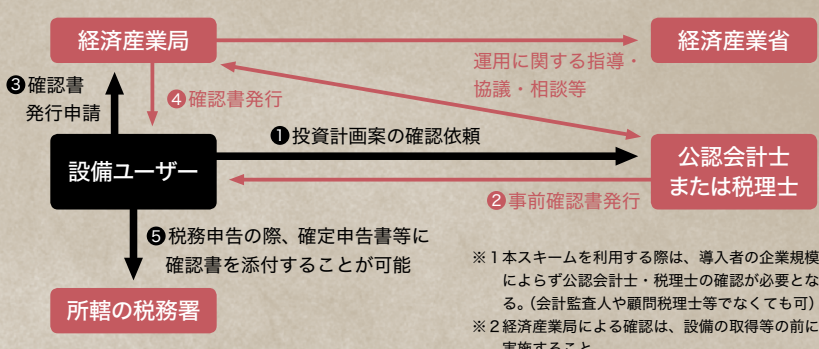 経済産業局
経済産業省
運用に関する指導・
協議・相談等
❸確認書
発行申請
❹確認書発行
❶投資計画案の確認依頼
設備ユーザー
公認会計士
または税理士
❷事前確認書発行
❺税務申告の際、確定申告書等に
確認書を添付することが可能
所轄の税務署
※1本スキームを利用する際は、導入者の企業規模
によらず公認会計士・税理士の確認が必要とな
る。(会計監査人や顧問税理士等でなくても可)
※2経済産業局による確認は、設備の取得等の前に
実施すること